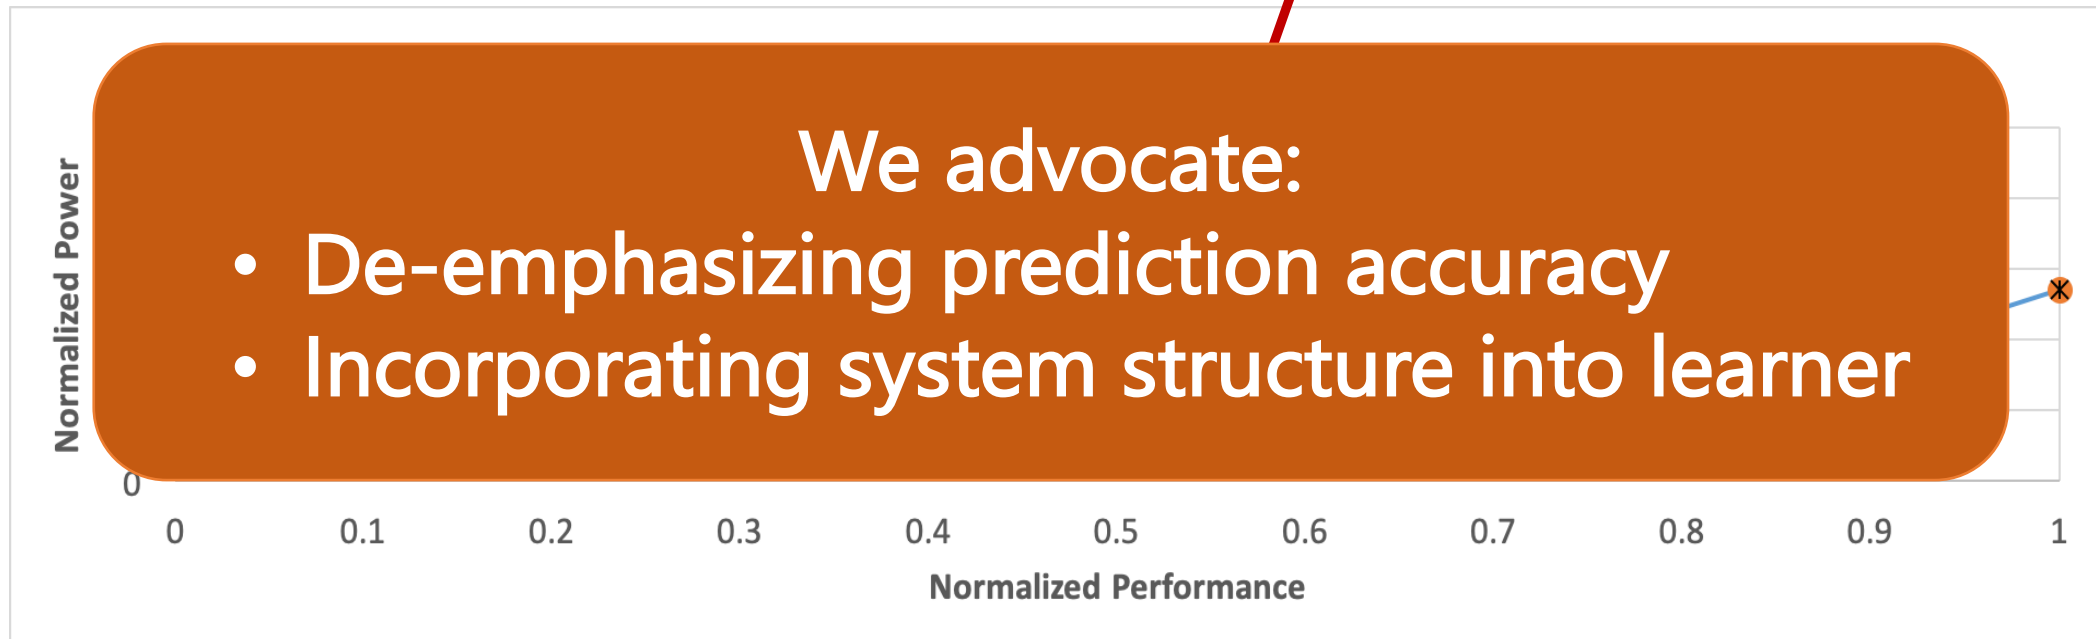 We advocate:
• De-emphasizing prediction accuracy
• Incorporating system structure into learner
Normalized Power
0
0 0.1 0.2 0.3 0.4 0.5 0.6 0.7 0.8 0.9 1
Normalized Performance